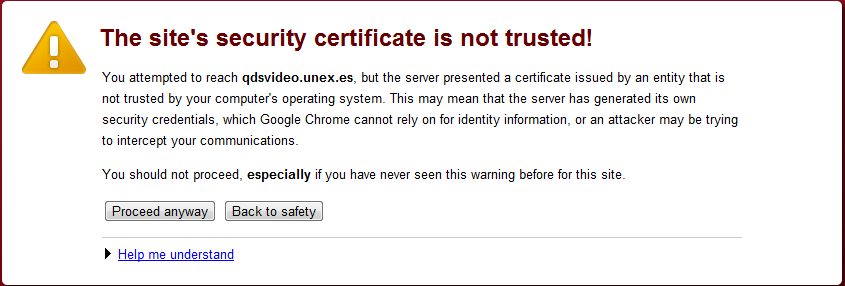 The site's security certificate is not trusted!
You attempted to reach qdsvideo.unex.es, but the server presented a certificate issued by an entity that is
not trusted by your computer's operating system. This may mean that the server has generated its own
security credentials, which Google Chrome cannot rely on for identity information, or an attacker may be trying
to intercept your communications.
You should not proceed, especially if you have never seen this warning before for this site.
Proceed anyway Back to safety
Help me understand